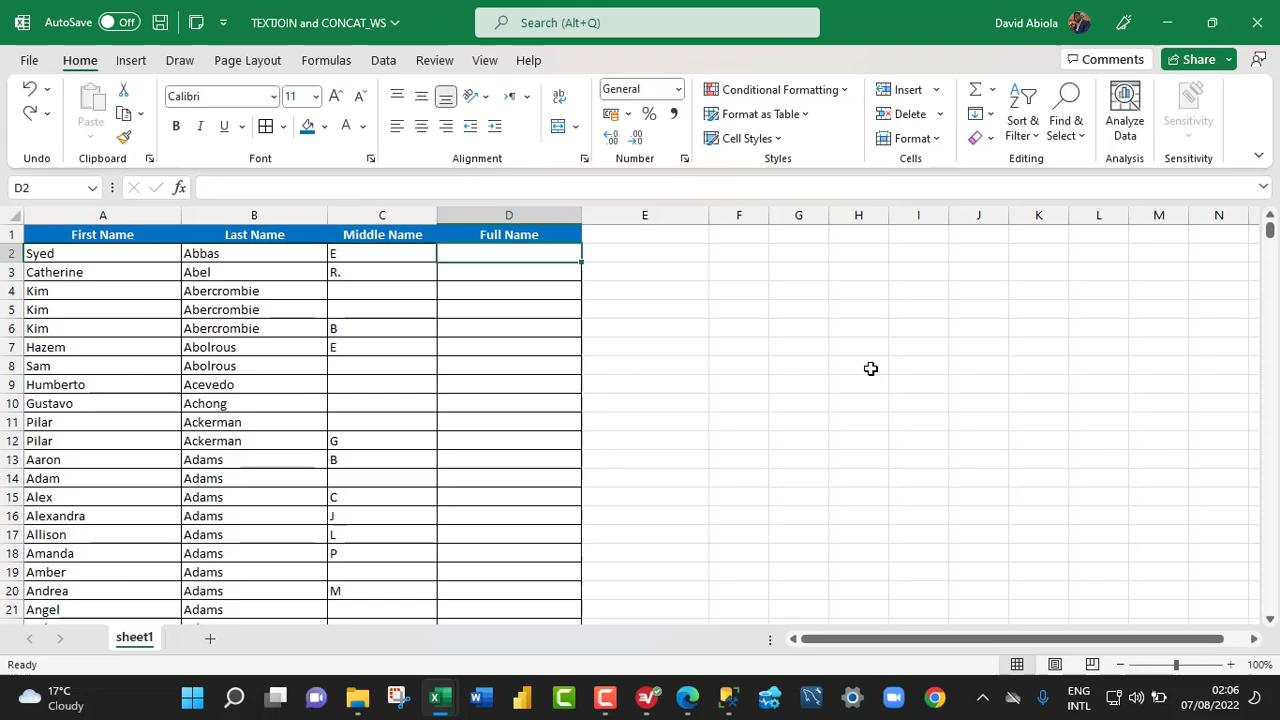 AutoSave Off TEXTJOIN and CONCAT_WS Search (Alt+Q) David Abiola
File Home Insert Draw Page Layout Formulas Data Review View Help Comments Share
Paste Calibri 11 General Conditional Formatting Format as Table Cell Styles Insert Delete Format Sort & Filter Find & Select Analyze Data Sensitivity
Undo Clipboard Font Alignment Number Styles Cells Editing Analysis Sensitivity
D2 fx
A B C D E F G H I J K L M N
1 First Name Last Name Middle Name Full Name
2 Syed Abbas E
3 Catherine Abel R.
4 Kim Abercrombie
5 Kim Abercrombie
6 Kim Abercrombie B
7 Hazem Abolrous E
8 Sam Abolrous
9 Humberto Acevedo
10 Gustavo Achong
11 Pilar Ackerman
12 Pilar Ackerman G
13 Aaron Adams B
14 Adam Adams
15 Alex Adams C
16 Alexandra Adams J
17 Allison Adams L
18 Amanda Adams P
19 Amber Adams
20 Andrea Adams M
21 Angel Adams
sheet1
Ready 100%
17°C Cloudy ENG INTL 02:06 07/08/2022